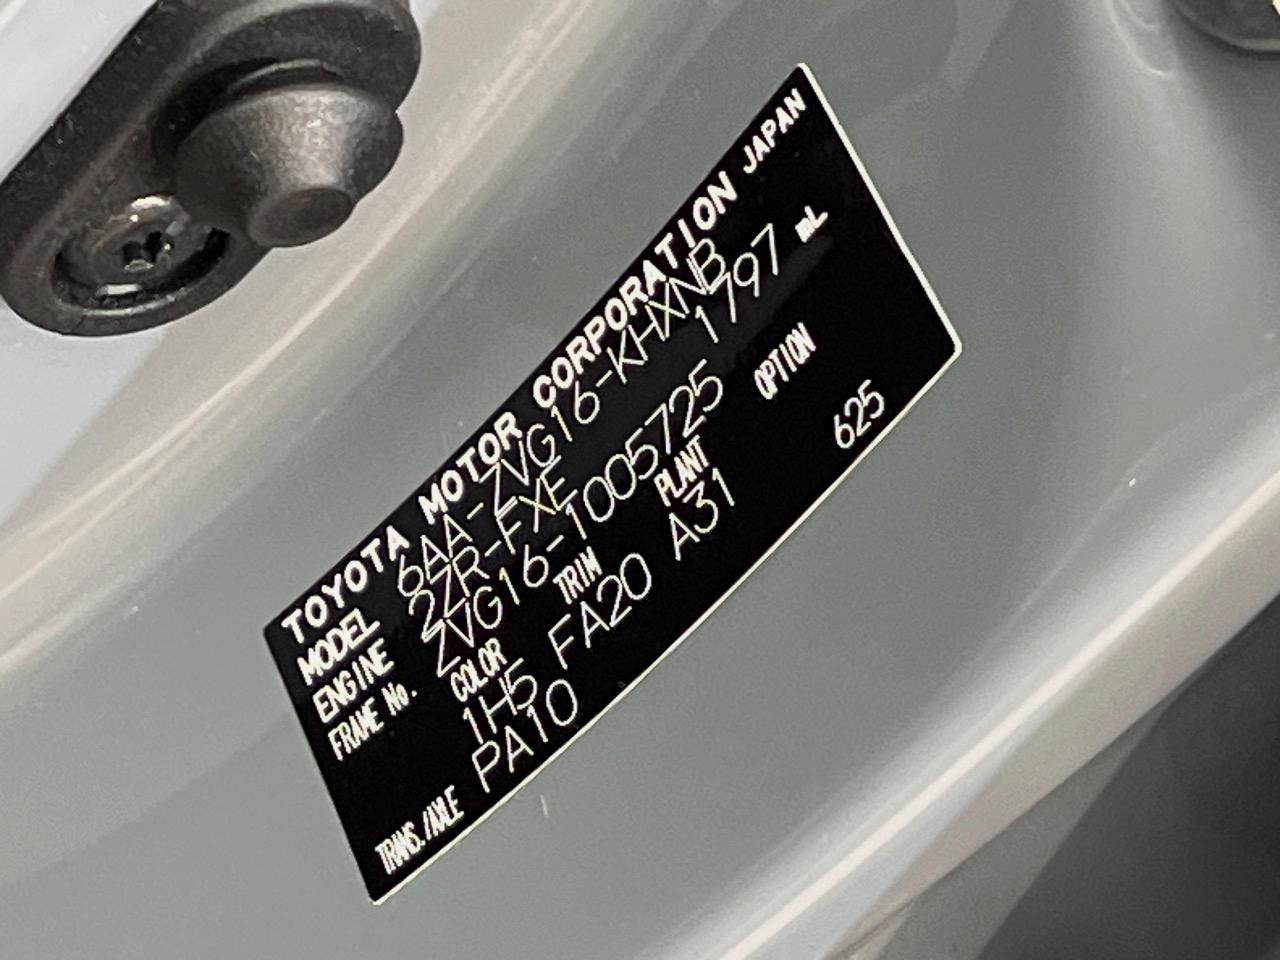 TOYOTA MOTOR CORPORATION JAPAN
MODEL 6AA-ZVG16-KHXNB
ENGINE 2ZR-FXE 1797 mL
FRAME No. ZVG16-1005725
COLOR TRIM PLANT OPTION
1H5 FA20 A31 625
TRANS./AXLE PA10